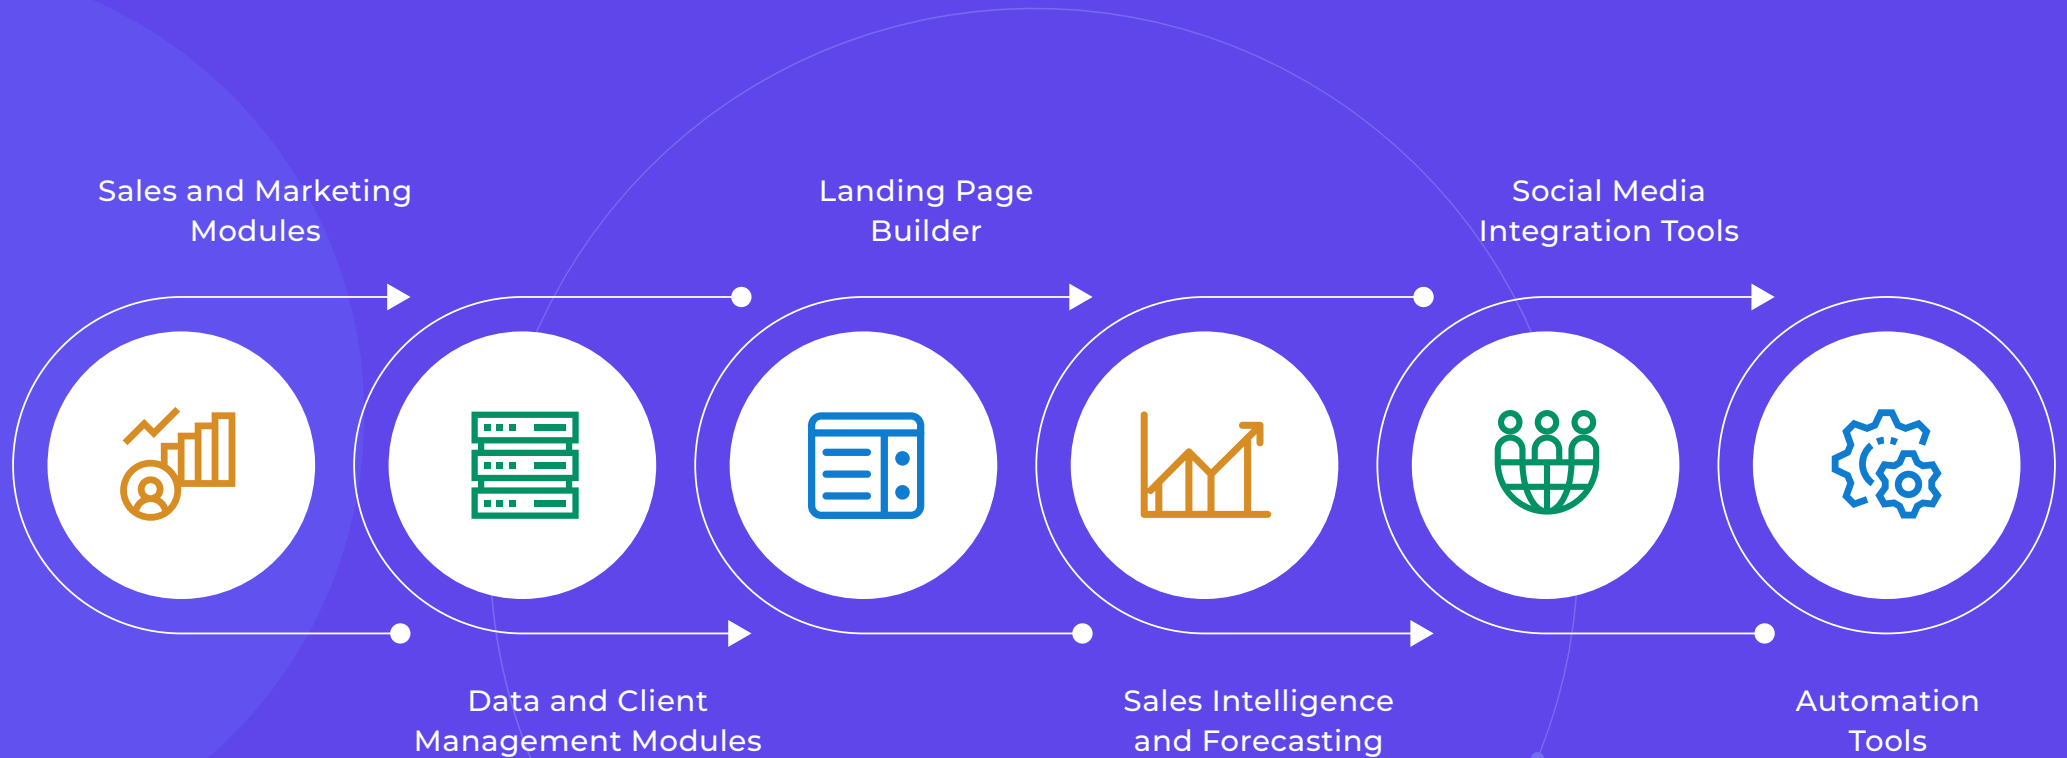 Sales and Marketing
Modules
Landing Page
Builder
Social Media
Integration Tools
Data and Client
Management Modules
Sales Intelligence
and Forecasting
Automation
Tools